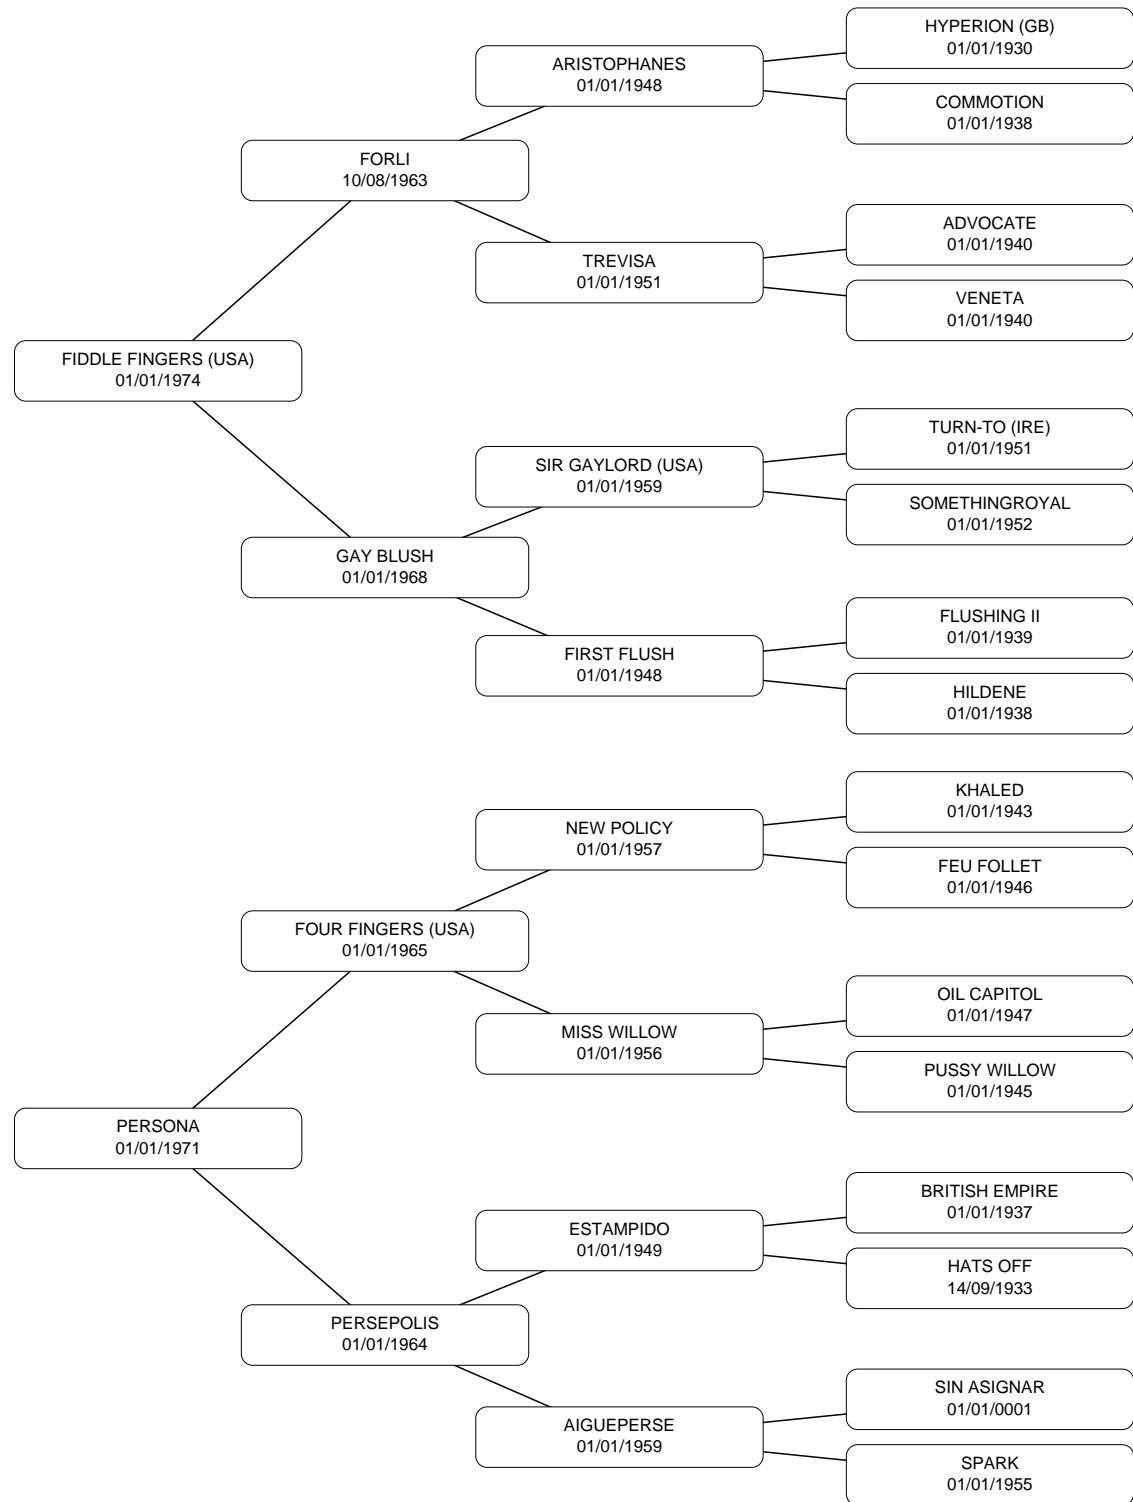 HYPERION (GB)
01/01/1930
ARISTOPHANES
01/01/1948
COMMOTION
01/01/1938
FORLI
10/08/1963
ADVOCATE
01/01/1940
TREVISA
01/01/1951
VENETA
01/01/1940
FIDDLE FINGERS (USA)
01/01/1974
TURN-TO (IRE)
01/01/1951
SIR GAYLORD (USA)
01/01/1959
SOMETHINGROYAL
01/01/1952
GAY BLUSH
01/01/1968
FLUSHING II
01/01/1939
FIRST FLUSH
01/01/1948
HILDENE
01/01/1938
KHALED
01/01/1943
NEW POLICY
01/01/1957
FEU FOLLET
01/01/1946
FOUR FINGERS (USA)
01/01/1965
OIL CAPITOL
01/01/1947
MISS WILLOW
01/01/1956
PUSSY WILLOW
01/01/1945
PERSONA
01/01/1971
BRITISH EMPIRE
01/01/1937
ESTAMPIDO
01/01/1949
HATS OFF
14/09/1933
PERSEPOLIS
01/01/1964
SIN ASIGNAR
01/01/0001
AIGUEPERSE
01/01/1959
SPARK
01/01/1955